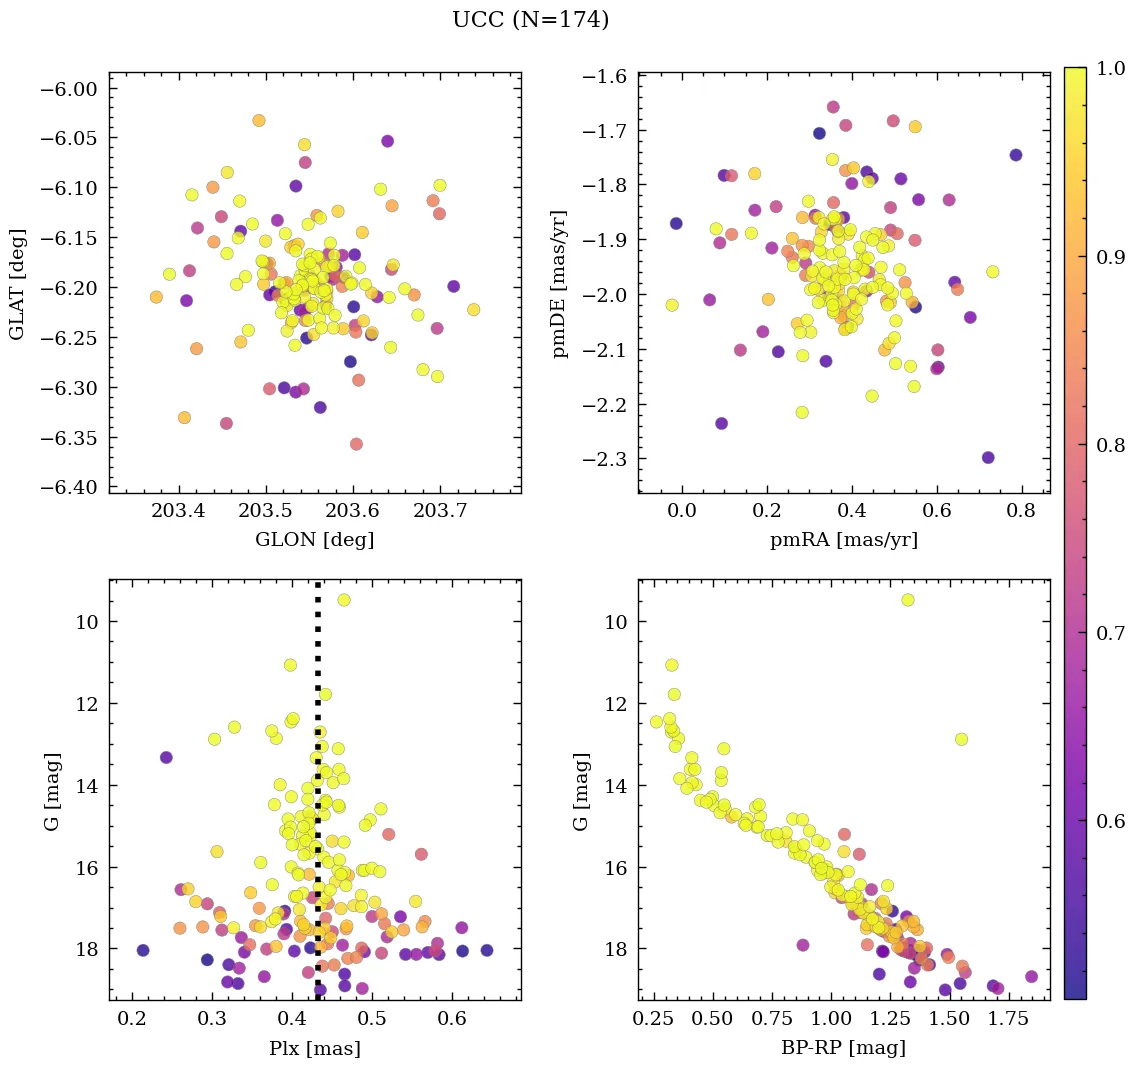 UCC (N=174)
−6.00
−6.05
−6.10
−6.15
−6.20
−6.25
−6.30
−6.35
−6.40
GLAT [deg]
203.4 203.5 203.6 203.7
GLON [deg]
−1.6
−1.7
−1.8
−1.9
−2.0
−2.1
−2.2
−2.3
pmDE [mas/yr]
0.0 0.2 0.4 0.6 0.8
pmRA [mas/yr]
10
12
14
16
18
G [mag]
0.2 0.3 0.4 0.5 0.6
Plx [mas]
10
12
14
16
18
G [mag]
0.25 0.50 0.75 1.00 1.25 1.50 1.75
BP-RP [mag]
1.0
0.9
0.8
0.7
0.6